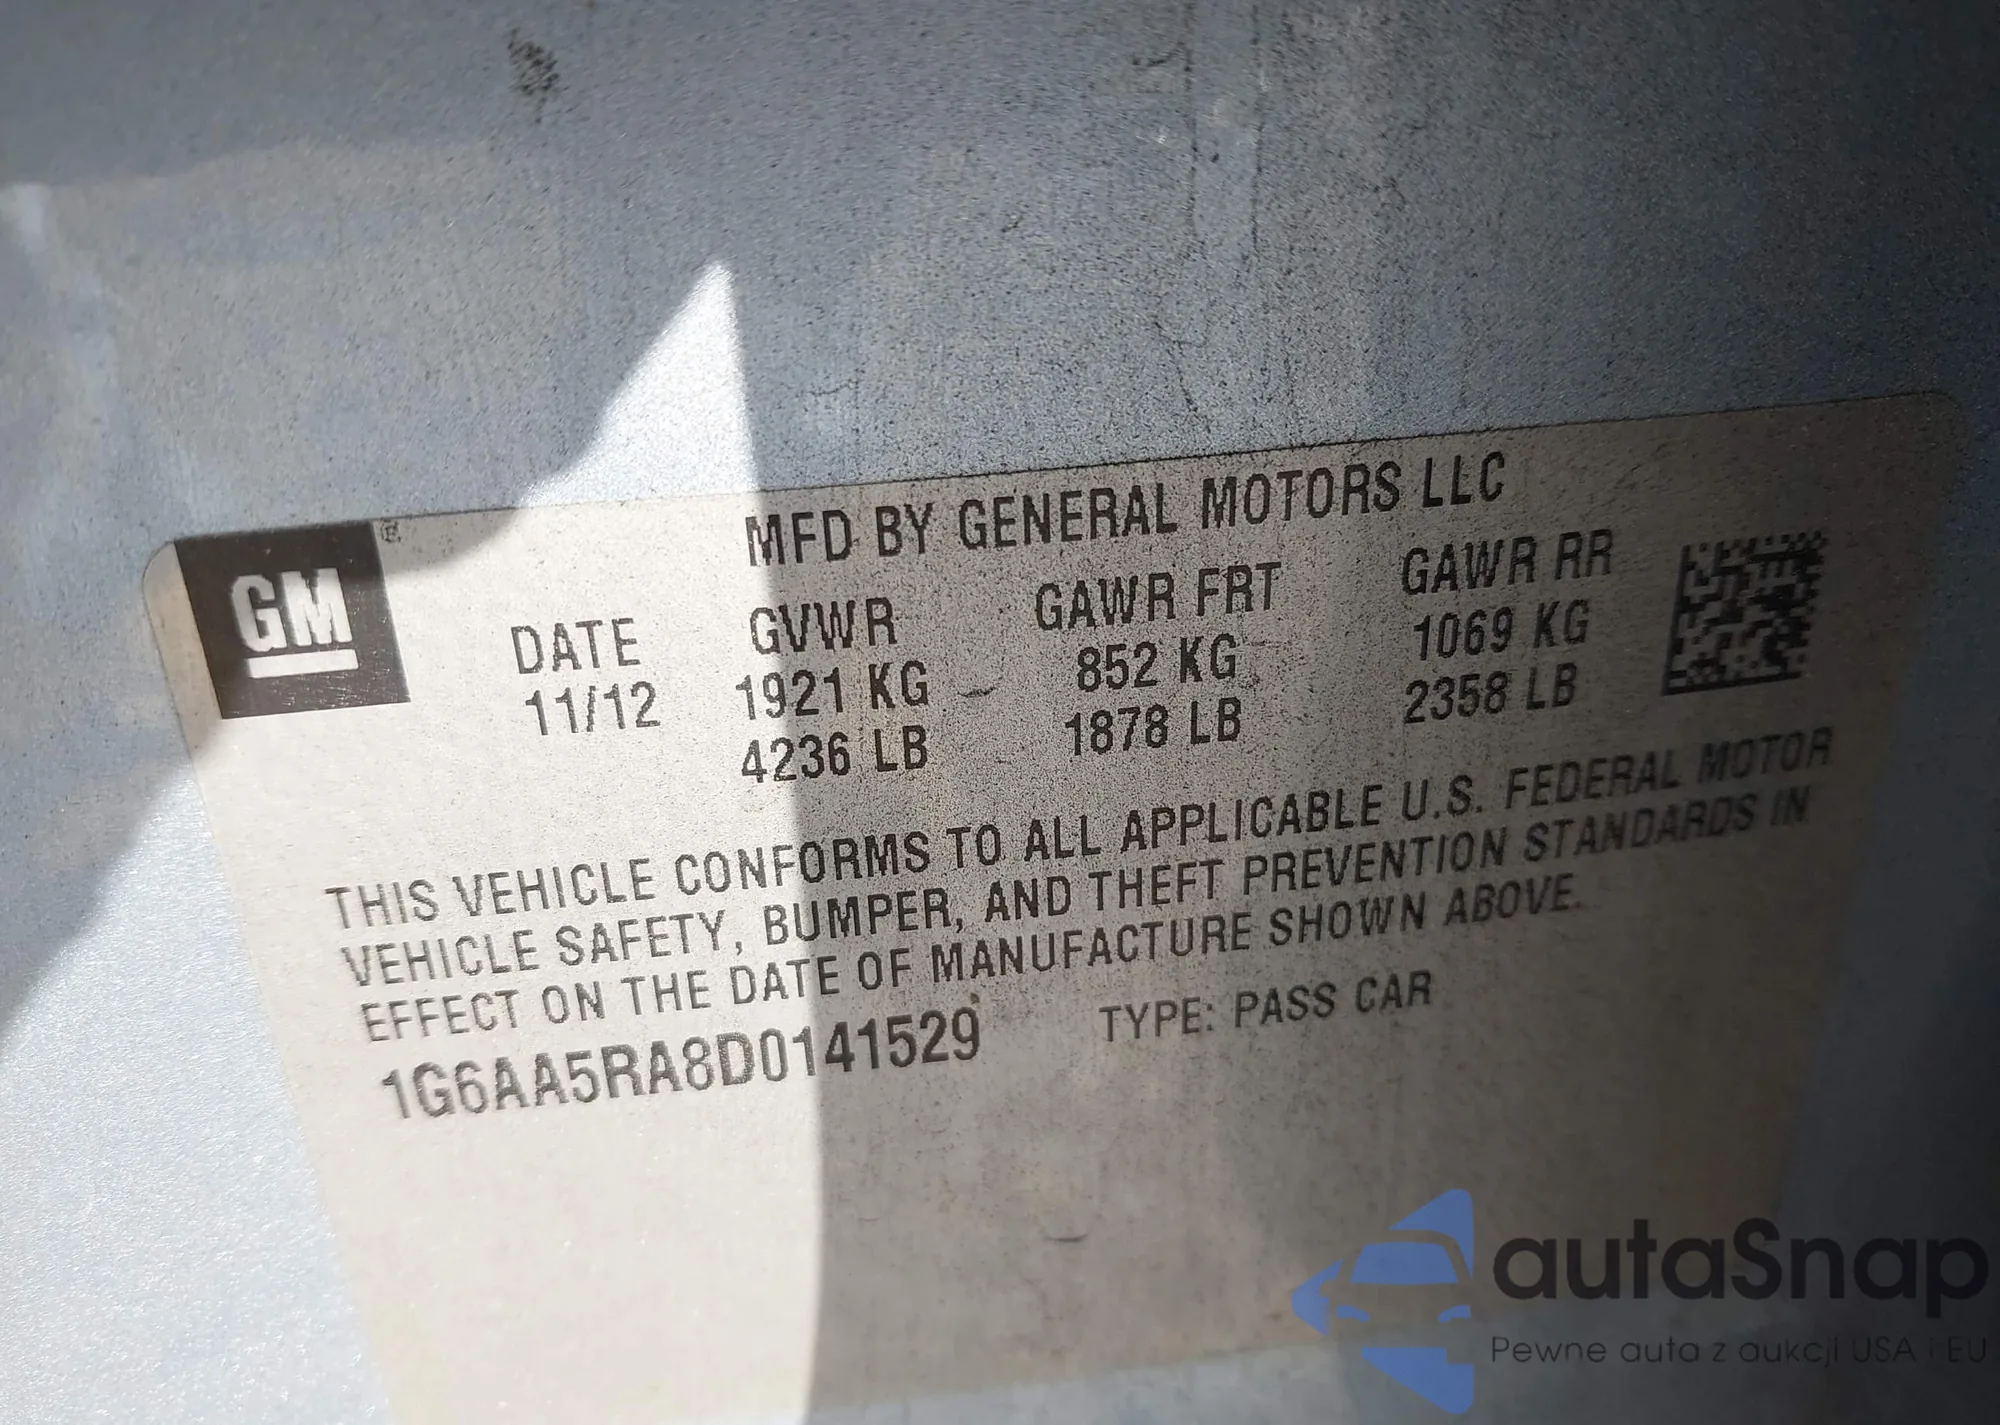 GM
MFD BY GENERAL MOTORS LLC
DATE GVWR GAWR FRT GAWR RR
11/12 1921 KG 852 KG 1069 KG
4236 LB 1878 LB 2358 LB
THIS VEHICLE CONFORMS TO ALL APPLICABLE U.S. FEDERAL MOTOR
VEHICLE SAFETY, BUMPER, AND THEFT PREVENTION STANDARDS IN
EFFECT ON THE DATE OF MANUFACTURE SHOWN ABOVE.
1G6AA5RA8D0141529 TYPE: PASS CAR
autaSnap
Pewne auta z aukcji USA i EU